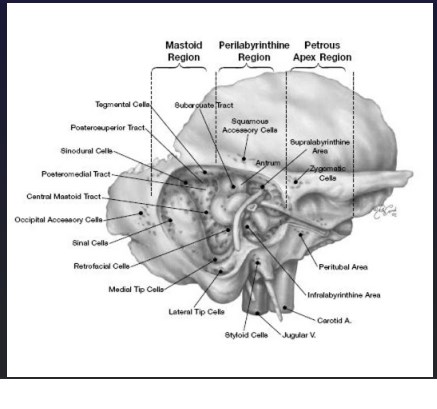 Mastoid Region
Perilabyrinthine Region
Petrous Apex Region
Tegmental Cells
Subarcuate Tract
Posterosuperior Tract
Squamous Accessory Cells
Sinodural Cells
Supralabyrinthine Area
Antrum
Zygomatic Cells
Posteromedial Tract
Central Mastoid Tract
Occipital Accessory Cells
Sinal Cells
Retrofacial Cells
Peritubal Area
Medial Tip Cells
Infralabyrinthine Area
Lateral Tip Cells
Carotid A.
Styloid Cells
Jugular V.